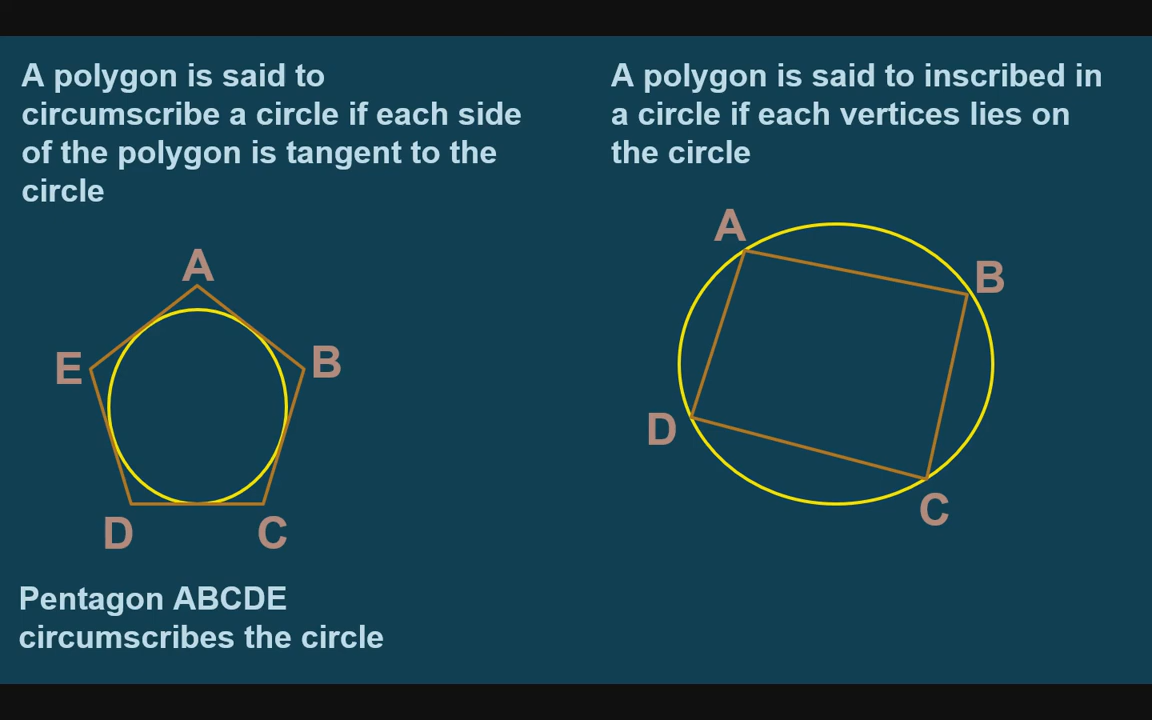 A polygon is said to
circumscribe a circle if each side
of the polygon is tangent to the
circle
A
E
B
D
C
Pentagon ABCDE
circumscribes the circle
A polygon is said to inscribed in
a circle if each vertices lies on
the circle
A
B
D
C